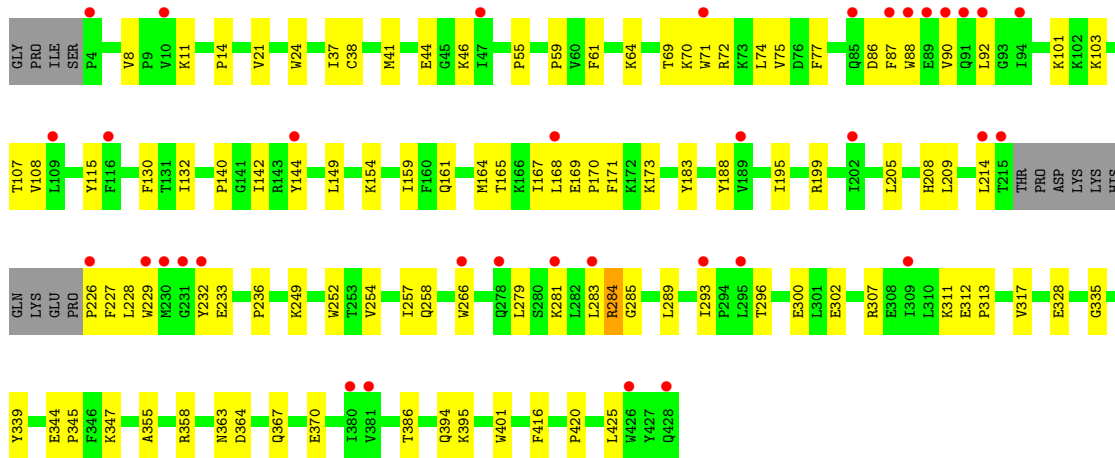 GLY PRO ILE SER P4 V8 P9 V10 K11 P14 V21 W24 I37 C38 M41 E44 G45 K46 I47 P55 P59 V60 F61 K64 T69 K70 W71 R72 K73 L74 V75 D76 F77 Q85 D86 F87 W88 E89 V90 Q91 L92 G93 I94 K101 K102 K103
T107 V108 L109 Y115 F116 F130 T131 I132 P140 G141 I142 R143 Y144 L149 K154 I159 F160 Q161 M164 T165 K166 I167 L168 E169 P170 F171 K172 K173 Y183 Y188 V189 I195 R199 I202 L205 H208 L209 L214 T215 THR PRO ASP LYS LYS HIS
GLN LYS GLU PRO P226 F227 L228 W229 M230 G231 Y232 E233 P236 K249 W252 T253 V254 I257 Q258 W266 Q278 L279 S280 K281 L282 L283 R284 G285 L289 I293 P294 L295 T296 E300 L301 E302 R307 E308 I309 L310 K311 E312 P313 V317 E328 G335
Y339 E344 P345 F346 K347 A355 R358 N363 D364 Q367 E370 I380 V381 T386 Q394 K395 W401 F416 P420 L425 W426 Y427 Q428